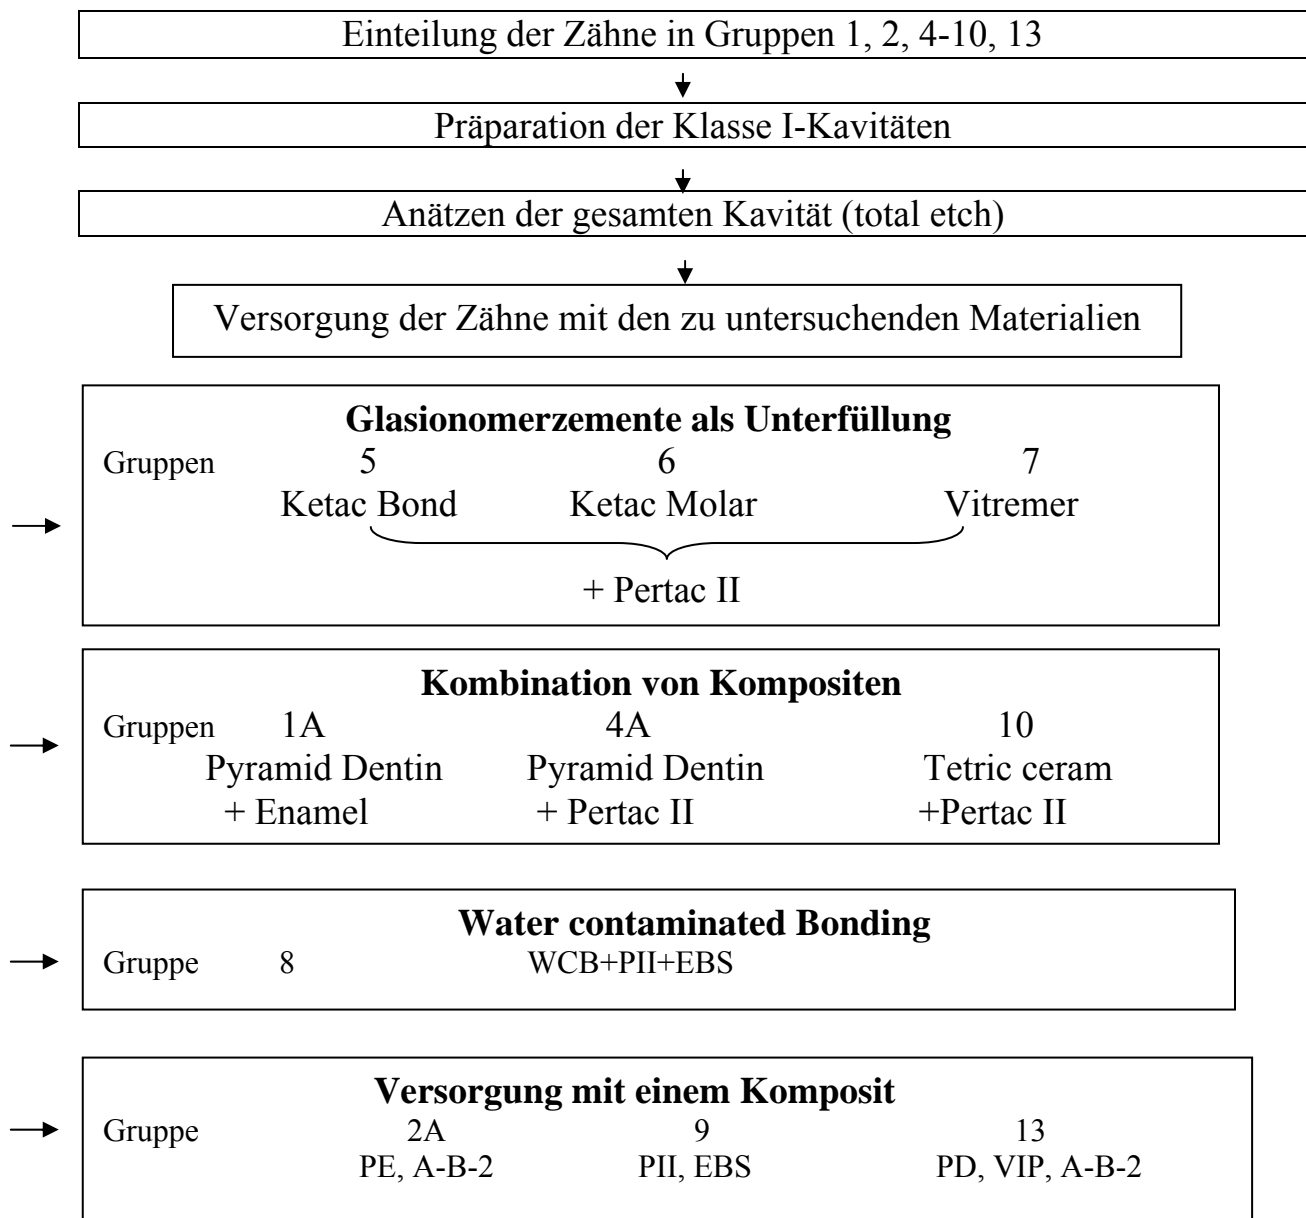 Einteilung der Zähne in Gruppen 1, 2, 4-10, 13
Präparation der Klasse I-Kavitäten
Anätzen der gesamten Kavität (total etch)
Versorgung der Zähne mit den zu untersuchenden Materialien
Glasionomerzemente als Unterfüllung
Gruppen 5 6 7
Ketac Bond Ketac Molar Vitremer
+ Pertac II
Kombination von Kompositen
Gruppen 1A 4A 10
Pyramid Dentin Pyramid Dentin Tetric ceram
+ Enamel + Pertac II +Pertac II
Water contaminated Bonding
Gruppe 8 WCB+PII+EBS
Versorgung mit einem Komposit
Gruppe 2A 9 13
PE, A-B-2 PII, EBS PD, VIP, A-B-2